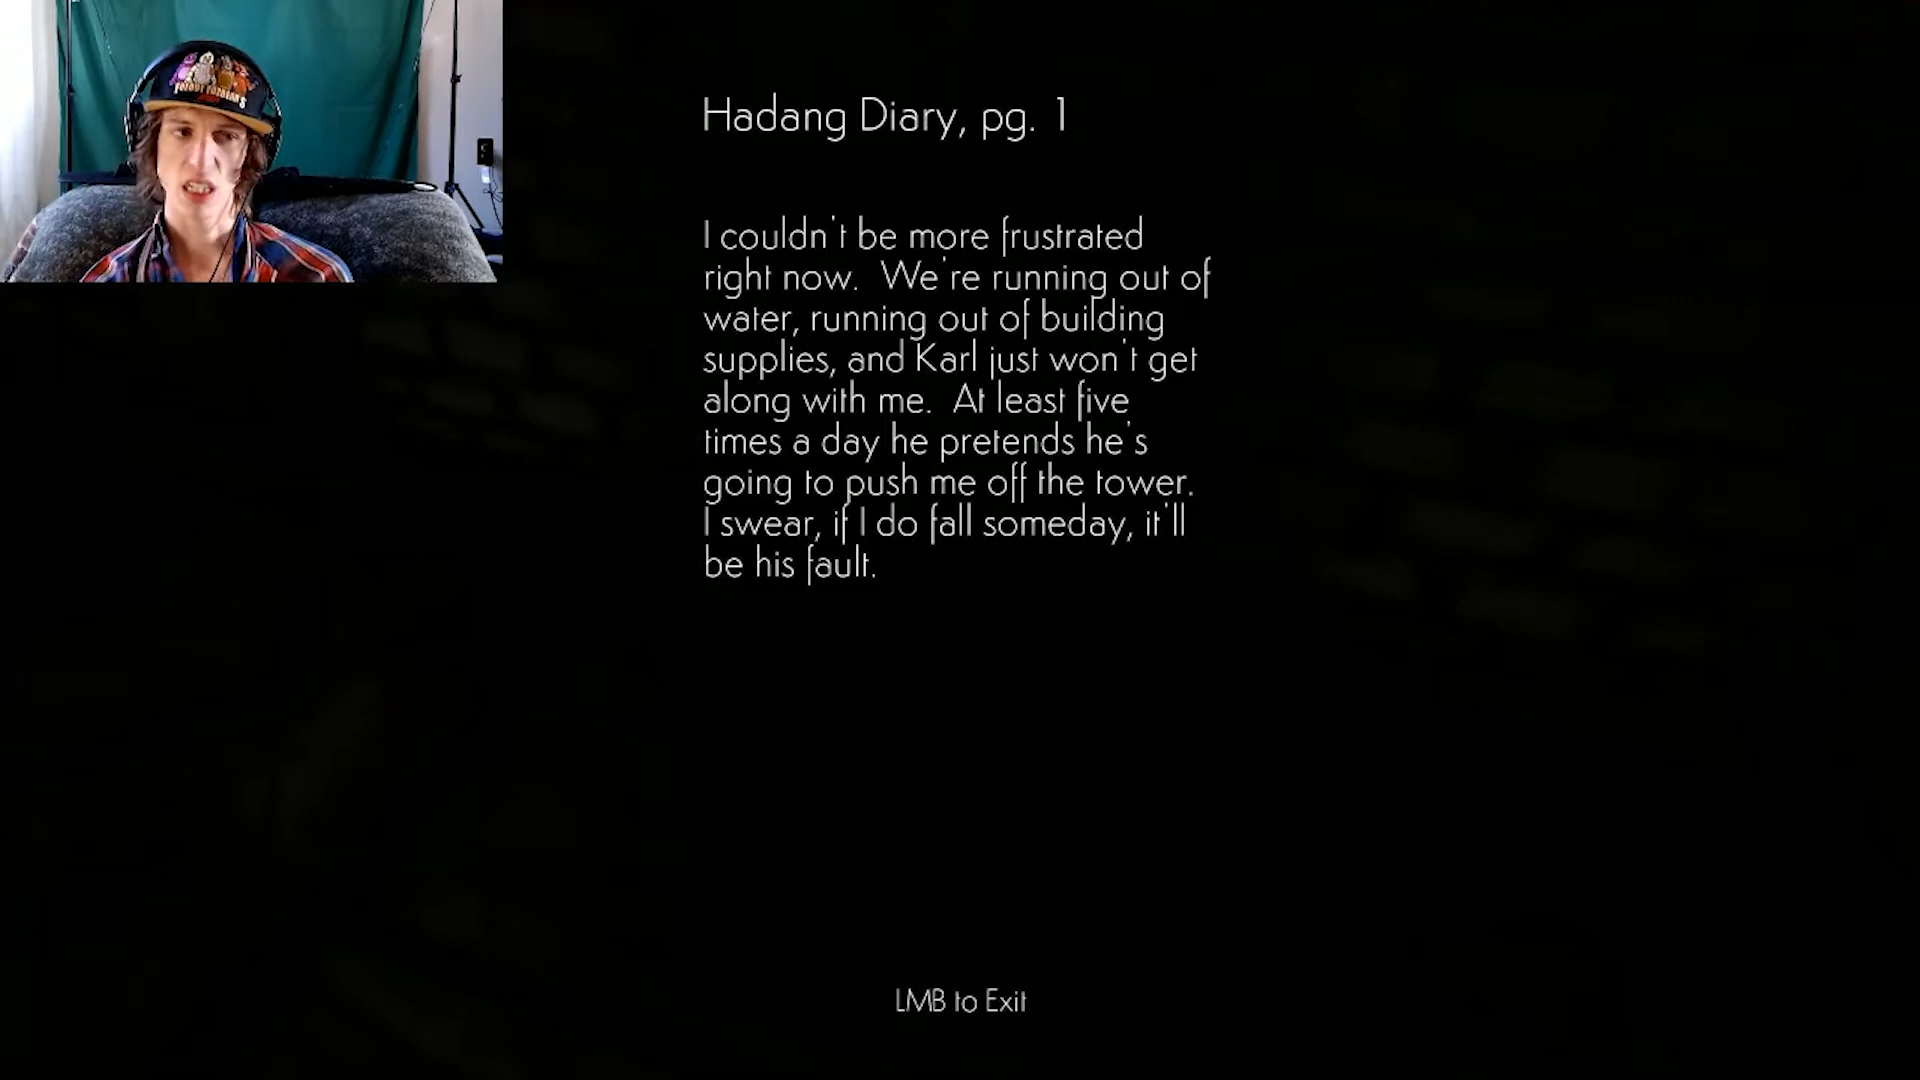 Hadang Diary, pg. 1
I couldn't be more frustrated
right now.  We're running out of
water, running out of building
supplies, and Karl just won't get
along with me.  At least five
times a day he pretends he's
going to push me off the tower.
I swear, if I do fall someday, it'll
be his fault.
LMB to Exit